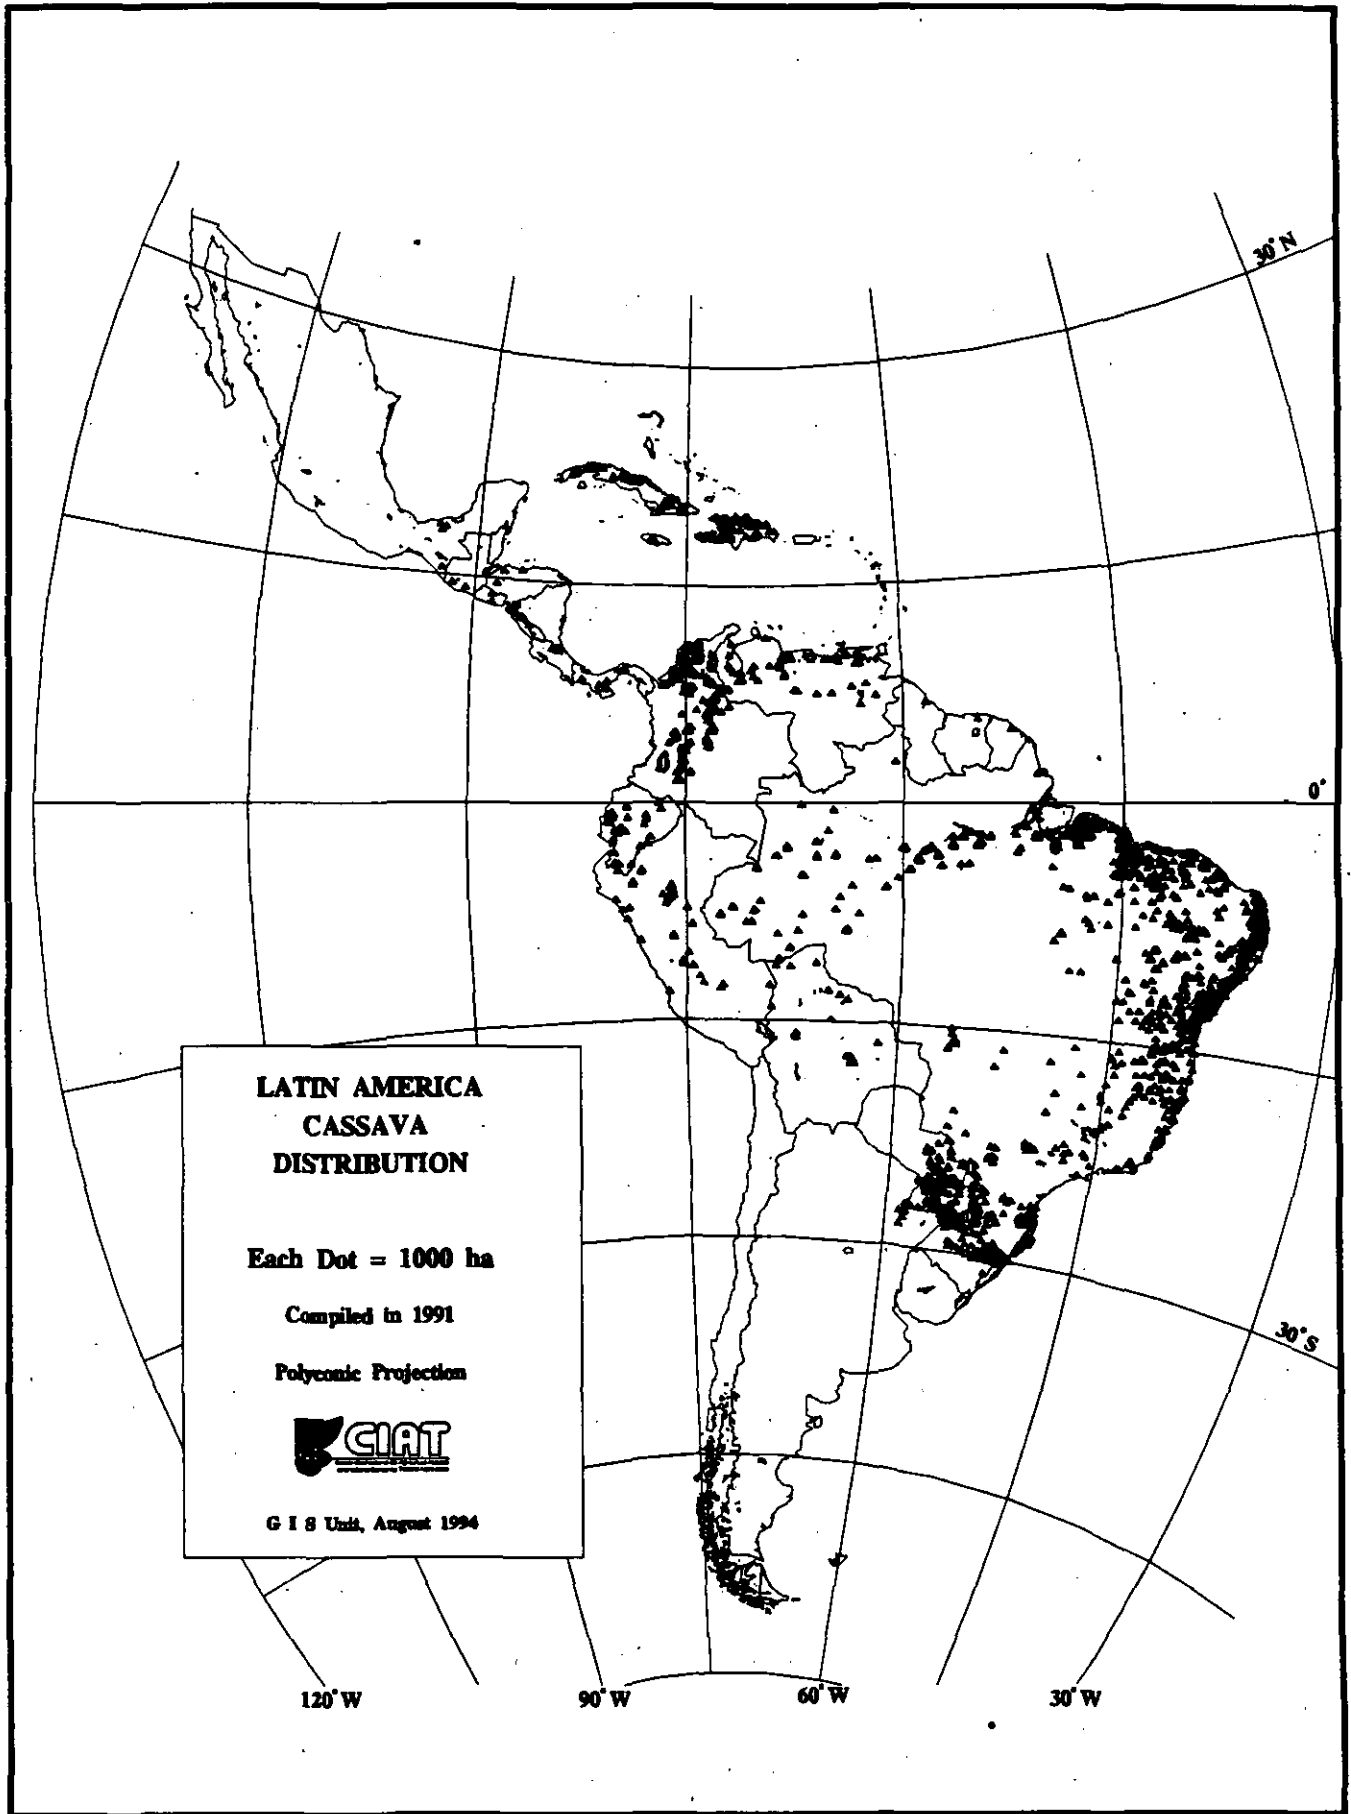 30°N
0°
LATIN AMERICA
CASSAVA
DISTRIBUTION
Each Dot = 1000 ha
Compiled in 1991
Polyconic Projection
CIAT
G I S Unit, August 1994
30°S
120°W
90°W
60°W
30°W